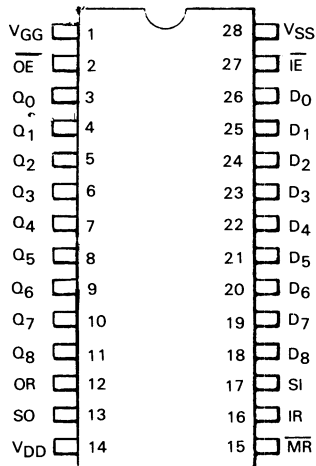 VGG 1 28 VSS
OE 2 27 IE
Q0 3 26 D0
Q1 4 25 D1
Q2 5 24 D2
Q3 6 23 D3
Q4 7 22 D4
Q5 8 21 D5
Q6 9 20 D6
Q7 10 19 D7
Q8 11 18 D8
OR 12 17 SI
SO 13 16 IR
VDD 14 15 MR